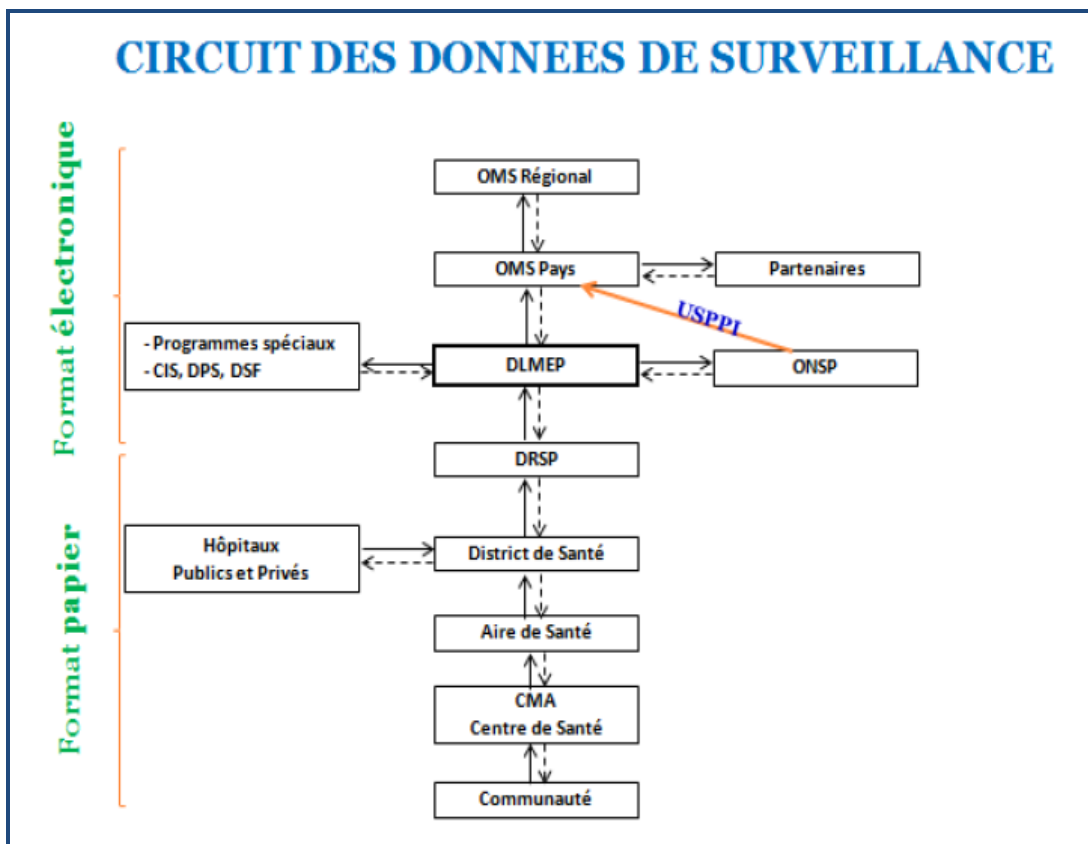 CIRCUIT DES DONNEES DE SURVEILLANCE
Format électronique
OMS Régional
OMS Pays
Partenaires
USPPI
- Programmes spéciaux
- CIS, DPS, DSF
DLMEP
ONSP
DRSP
Format papier
Hôpitaux
Publics et Privés
District de Santé
Aire de Santé
CMA
Centre de Santé
Communauté